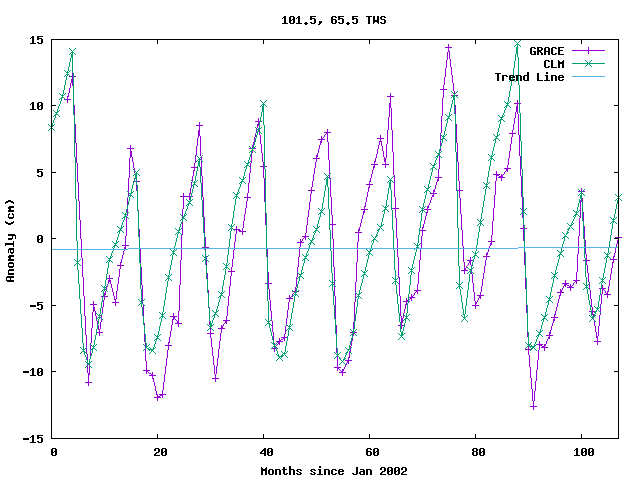 101.5, 65.5 TWS
GRACE
CLM
Trend Line
15
10
5
0
-5
-10
-15
Anomaly (cm)
0 20 40 60 80 100
Months since Jan 2002